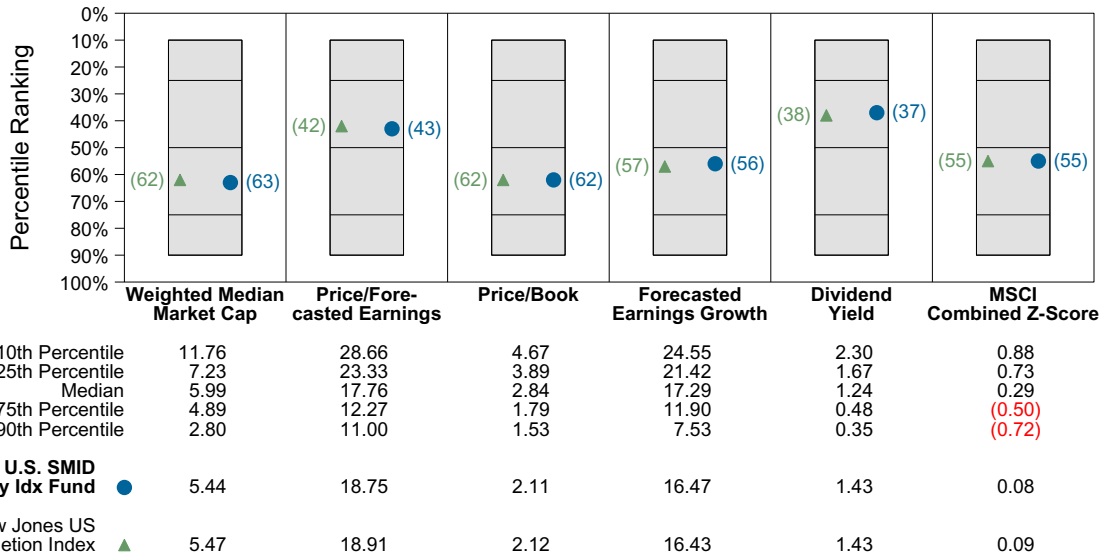 0%
10%
20%
30%
40%
50%
60%
70%
80%
90%
100%
Percentile Ranking
(62) (63)
(42) (43)
(62) (62)
(57) (56)
(38) (37)
(55) (55)
Weighted Median Market Cap
Price/Fore-casted Earnings
Price/Book
Forecasted Earnings Growth
Dividend Yield
MSCI Combined Z-Score
10th Percentile 11.76 28.66 4.67 24.55 2.30 0.88
25th Percentile 7.23 23.33 3.89 21.42 1.67 0.73
Median 5.99 17.76 2.84 17.29 1.24 0.29
75th Percentile 4.89 12.27 1.79 11.90 0.48 (0.50)
90th Percentile 2.80 11.00 1.53 7.53 0.35 (0.72)
U.S. SMID
y Idx Fund 5.44 18.75 2.11 16.47 1.43 0.08
w Jones US
etion Index 5.47 18.91 2.12 16.43 1.43 0.09